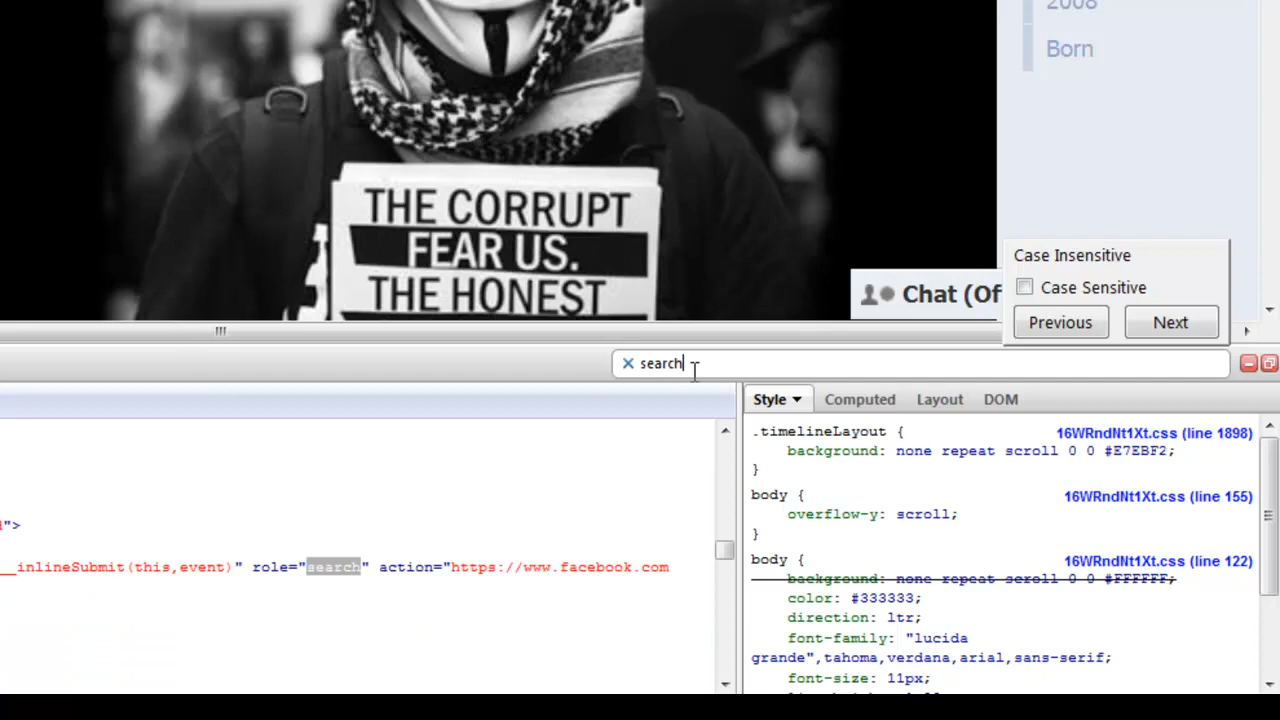 2008
Born
THE CORRUPT
FEAR US.
THE HONEST
Case Insensitive
Case Sensitive
Chat (Of
Previous
Next
search
Style
Computed
Layout
DOM
.timelineLayout {
16WRndNt1Xt.css (line 1898)
background: none repeat scroll 0 0 #E7EBF2;
}
body {
16WRndNt1Xt.css (line 155)
overflow-y: scroll;
}
body {
16WRndNt1Xt.css (line 122)
background: none repeat scroll 0 0 #FFFFFF;
color: #333333;
direction: ltr;
font-family: "lucida
grande",tahoma,verdana,arial,sans-serif;
font-size: 11px;
">
__inlineSubmit(this,event)" role="search" action="https://www.facebook.com